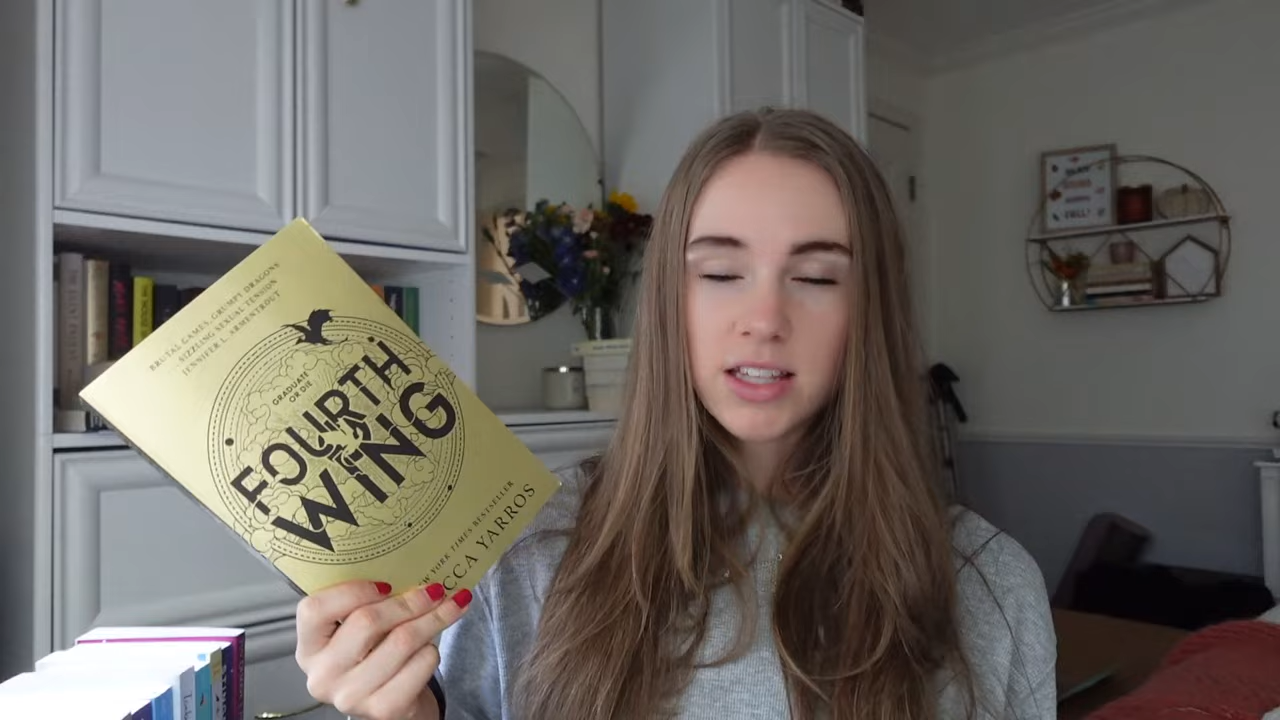 BRUTAL GAMES. GRUMPY DRAGONS.
SIZZLING SEXUAL TENSION
JENNIFER L. ARMENTROUT
GRADUATE
OR DIE
FOURTH
WING
YORK TIMES BESTSELLER
CCA YARROS
FALL!